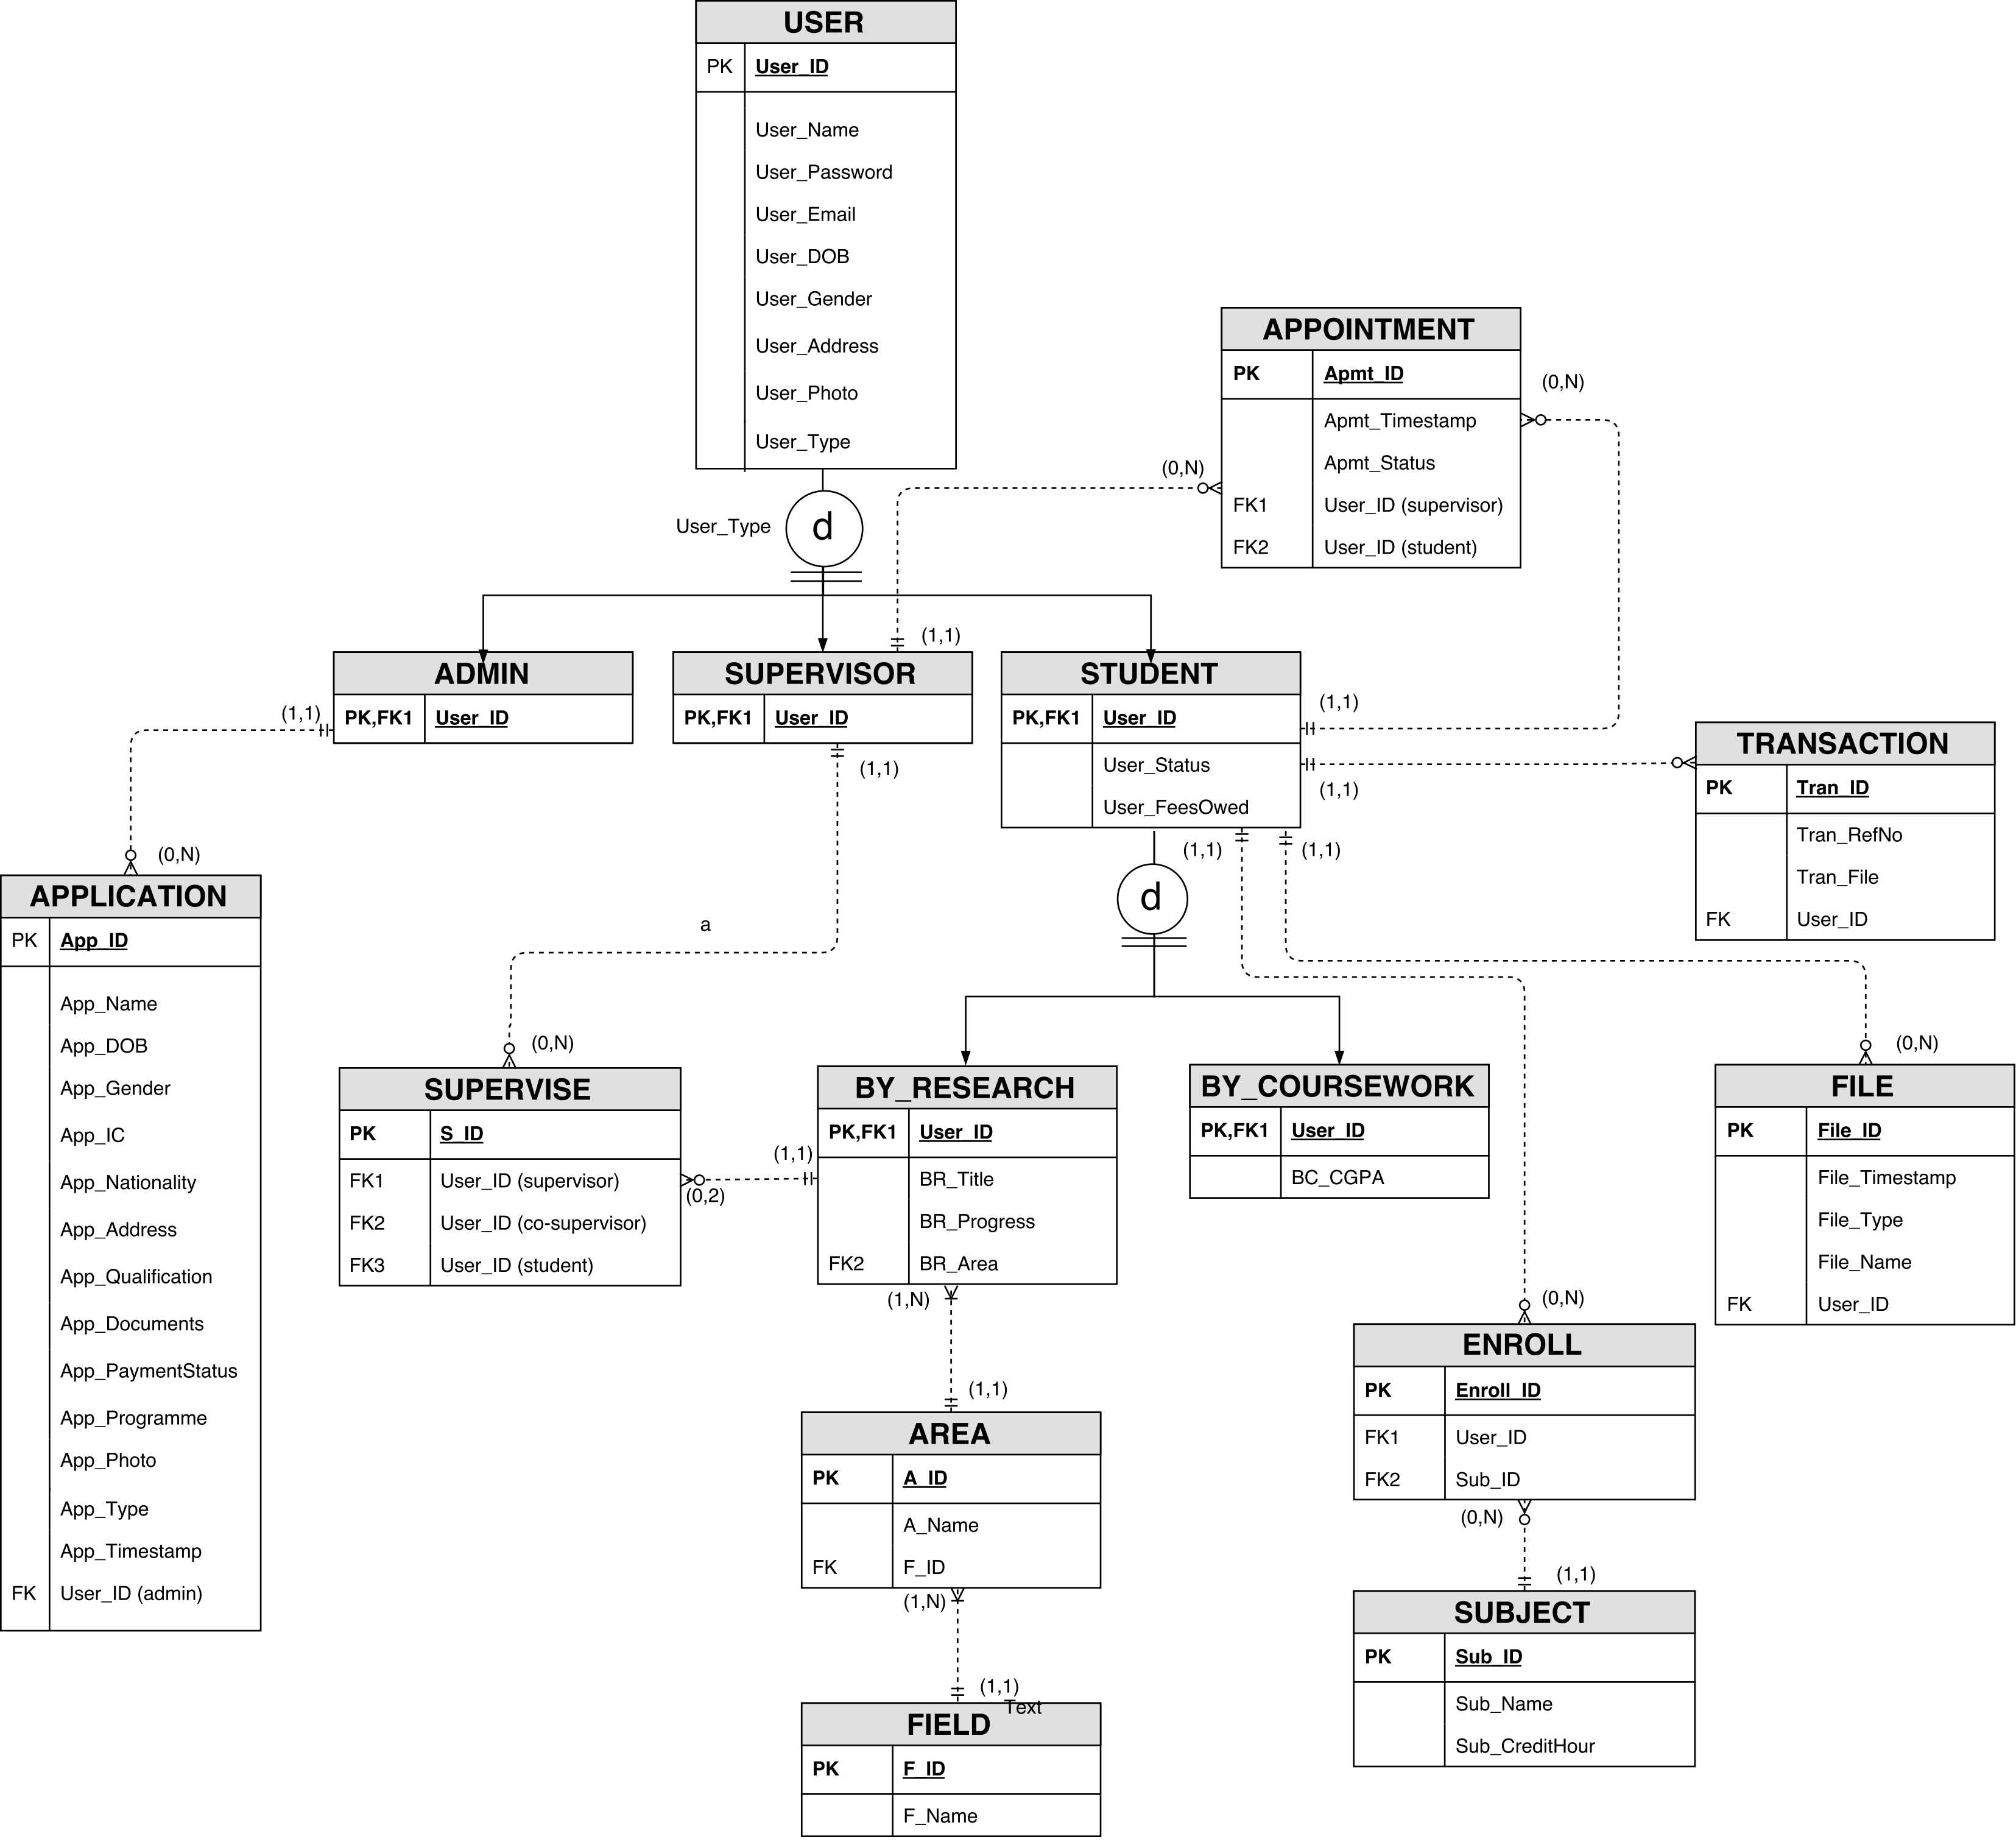 USER
PK User_ID
User_Name
User_Password
User_Email
User_DOB
User_Gender
User_Address
User_Photo
User_Type
User_Type
d
APPOINTMENT
PK Apmt_ID
Apmt_Timestamp
Apmt_Status
FK1 User_ID (supervisor)
FK2 User_ID (student)
(0,N)
(0,N)
(1,1)
ADMIN
PK,FK1 User_ID
(1,1)
(0,N)
SUPERVISOR
PK,FK1 User_ID
(1,1)
STUDENT
PK,FK1 User_ID
User_Status
User_FeesOwed
(1,1)
(1,1)
(1,1)
(1,1)
d
TRANSACTION
PK Tran_ID
Tran_RefNo
Tran_File
FK User_ID
APPLICATION
PK App_ID
App_Name
App_DOB
App_Gender
App_IC
App_Nationality
App_Address
App_Qualification
App_Documents
App_PaymentStatus
App_Programme
App_Photo
App_Type
App_Timestamp
FK User_ID (admin)
a
(0,N)
SUPERVISE
PK S_ID
FK1 User_ID (supervisor)
FK2 User_ID (co-supervisor)
FK3 User_ID (student)
(1,1)
(0,2)
BY_RESEARCH
PK,FK1 User_ID
BR_Title
BR_Progress
FK2 BR_Area
(1,N)
(1,1)
BY_COURSEWORK
PK,FK1 User_ID
BC_CGPA
(0,N)
FILE
PK File_ID
File_Timestamp
File_Type
File_Name
FK User_ID
(0,N)
ENROLL
PK Enroll_ID
FK1 User_ID
FK2 Sub_ID
(0,N)
(1,1)
AREA
PK A_ID
A_Name
FK F_ID
(1,N)
(1,1)
Text
FIELD
PK F_ID
F_Name
SUBJECT
PK Sub_ID
Sub_Name
Sub_CreditHour